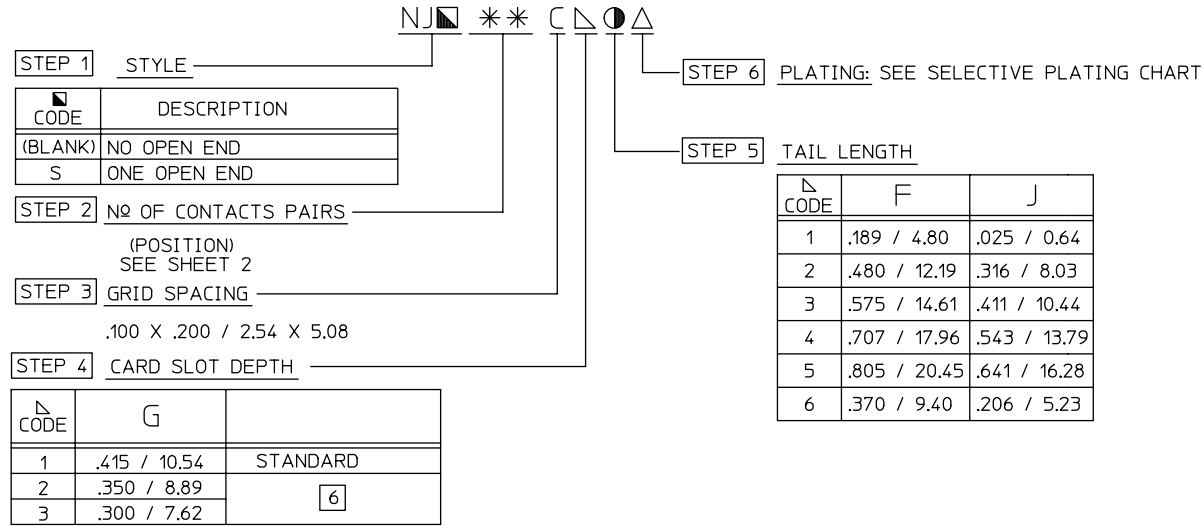 NJ ** C
STEP 1 STYLE
CODE DESCRIPTION
(BLANK) NO OPEN END
S ONE OPEN END
STEP 2 Nº OF CONTACTS PAIRS
(POSITION)
SEE SHEET 2
STEP 3 GRID SPACING
.100 X .200 / 2.54 X 5.08
STEP 4 CARD SLOT DEPTH
CODE G
1 .415 / 10.54 STANDARD
2 .350 / 8.89
6
3 .300 / 7.62
STEP 6 PLATING: SEE SELECTIVE PLATING CHART
STEP 5 TAIL LENGTH
CODE F J
1 .189 / 4.80 .025 / 0.64
2 .480 / 12.19 .316 / 8.03
3 .575 / 14.61 .411 / 10.44
4 .707 / 17.96 .543 / 13.79
5 .805 / 20.45 .641 / 16.28
6 .370 / 9.40 .206 / 5.23